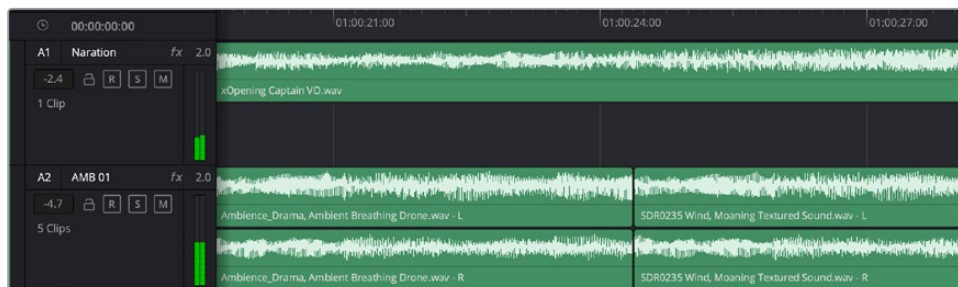 00:00:00:00 01:00:21:00 01:00:24:00 01:00:27:00
A1 Naration fx 2.0
-2.4 R S M
xOpening Captain VO.wav
1 Clip
A2 AMB 01 fx 2.0
-4.7 R S M
Ambience_Drama, Ambient Breathing Drone.wav - L SDR0235 Wind, Moaning Textured Sound.wav - L
5 Clips
Ambience_Drama, Ambient Breathing Drone.wav - R SDR0235 Wind, Moaning Textured Sound.wav - R